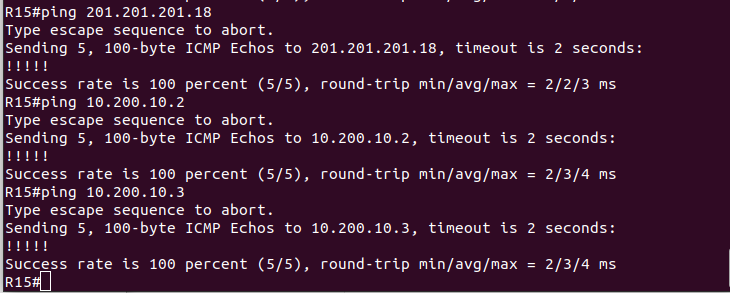 R15#ping 201.201.201.18
Type escape sequence to abort.
Sending 5, 100-byte ICMP Echos to 201.201.201.18, timeout is 2 seconds:
!!!!!
Success rate is 100 percent (5/5), round-trip min/avg/max = 2/2/3 ms
R15#ping 10.200.10.2
Type escape sequence to abort.
Sending 5, 100-byte ICMP Echos to 10.200.10.2, timeout is 2 seconds:
!!!!!
Success rate is 100 percent (5/5), round-trip min/avg/max = 2/3/4 ms
R15#ping 10.200.10.3
Type escape sequence to abort.
Sending 5, 100-byte ICMP Echos to 10.200.10.3, timeout is 2 seconds:
!!!!!
Success rate is 100 percent (5/5), round-trip min/avg/max = 2/3/4 ms
R15#